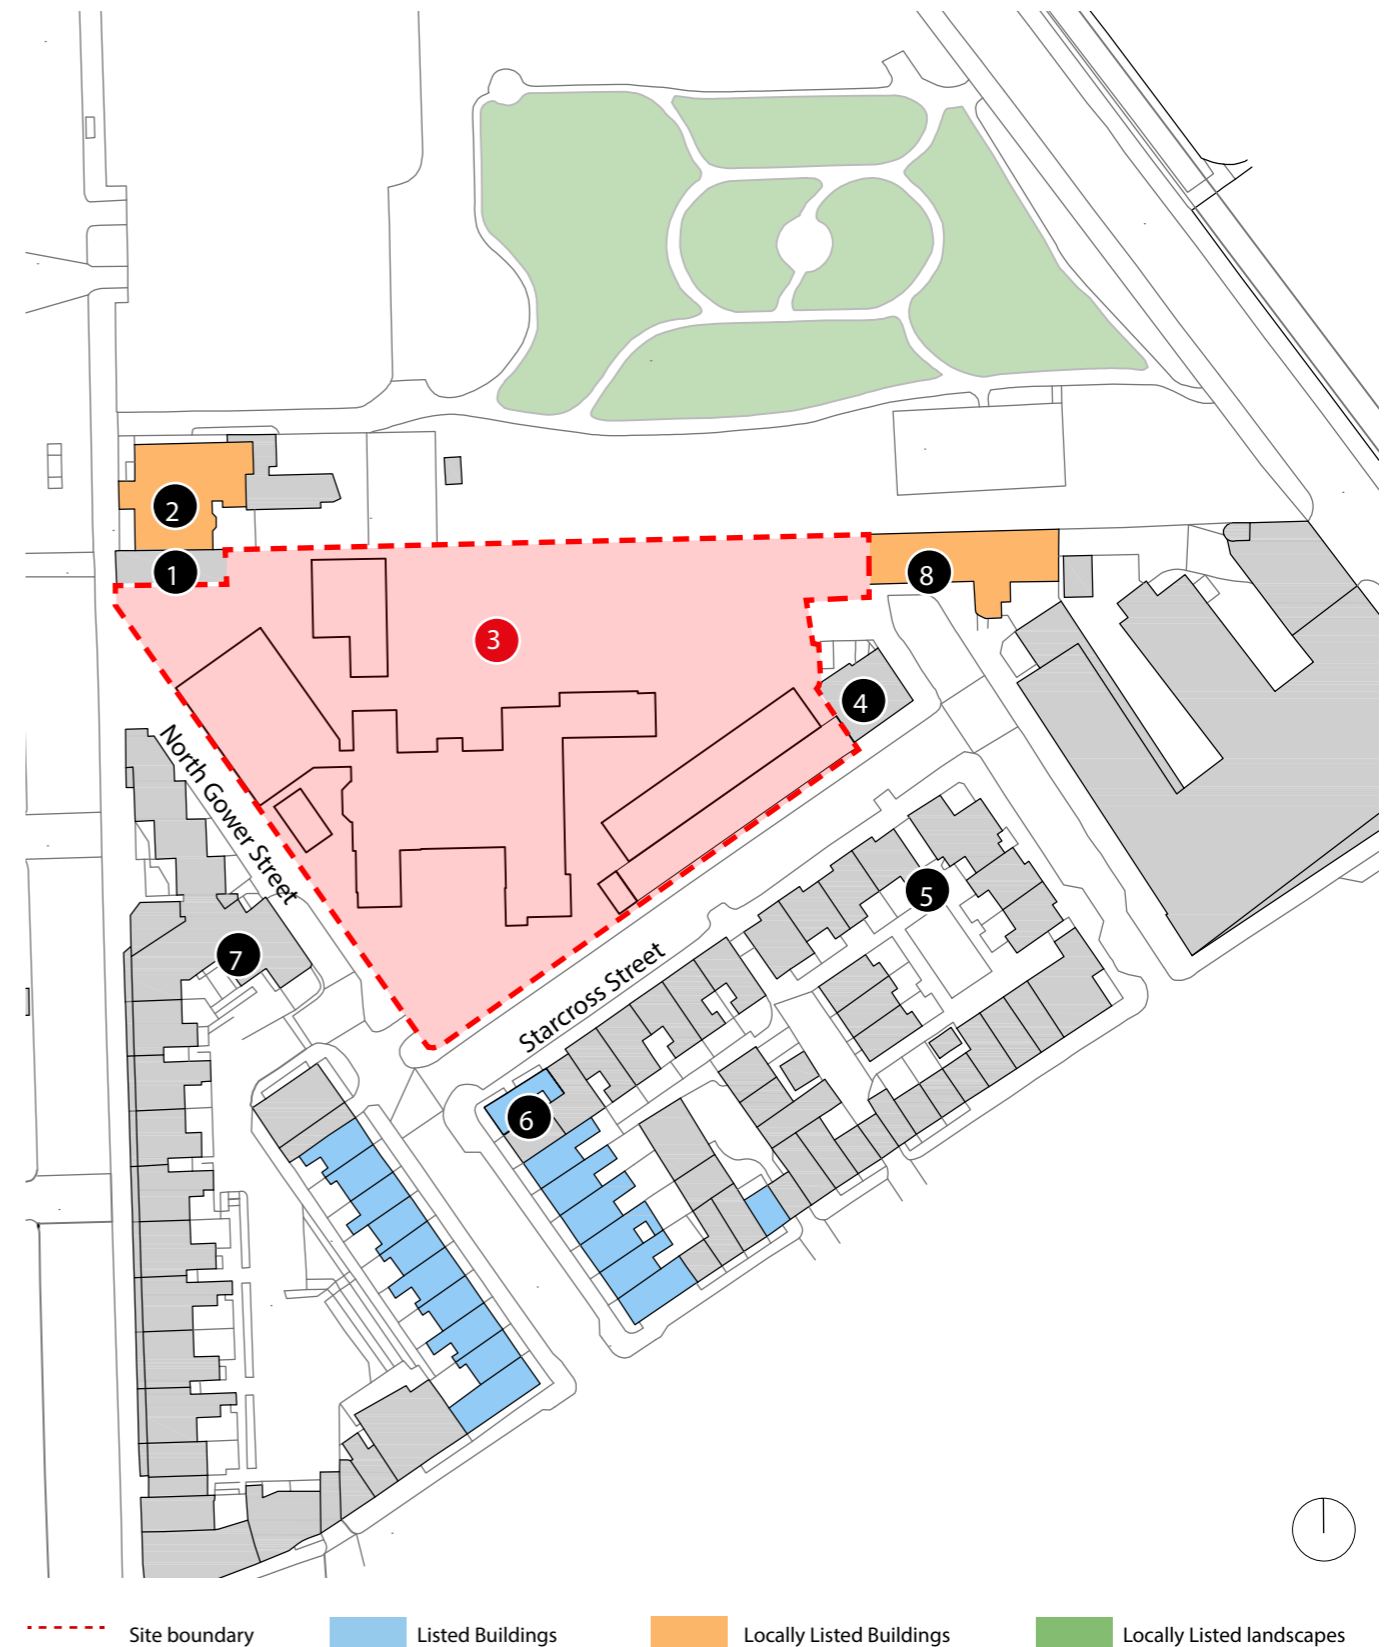 2
1
3
8
4
North Gower Street
5
7
Starcross Street
6
Site boundary
Listed Buildings
Locally Listed Buildings
Locally Listed landscapes